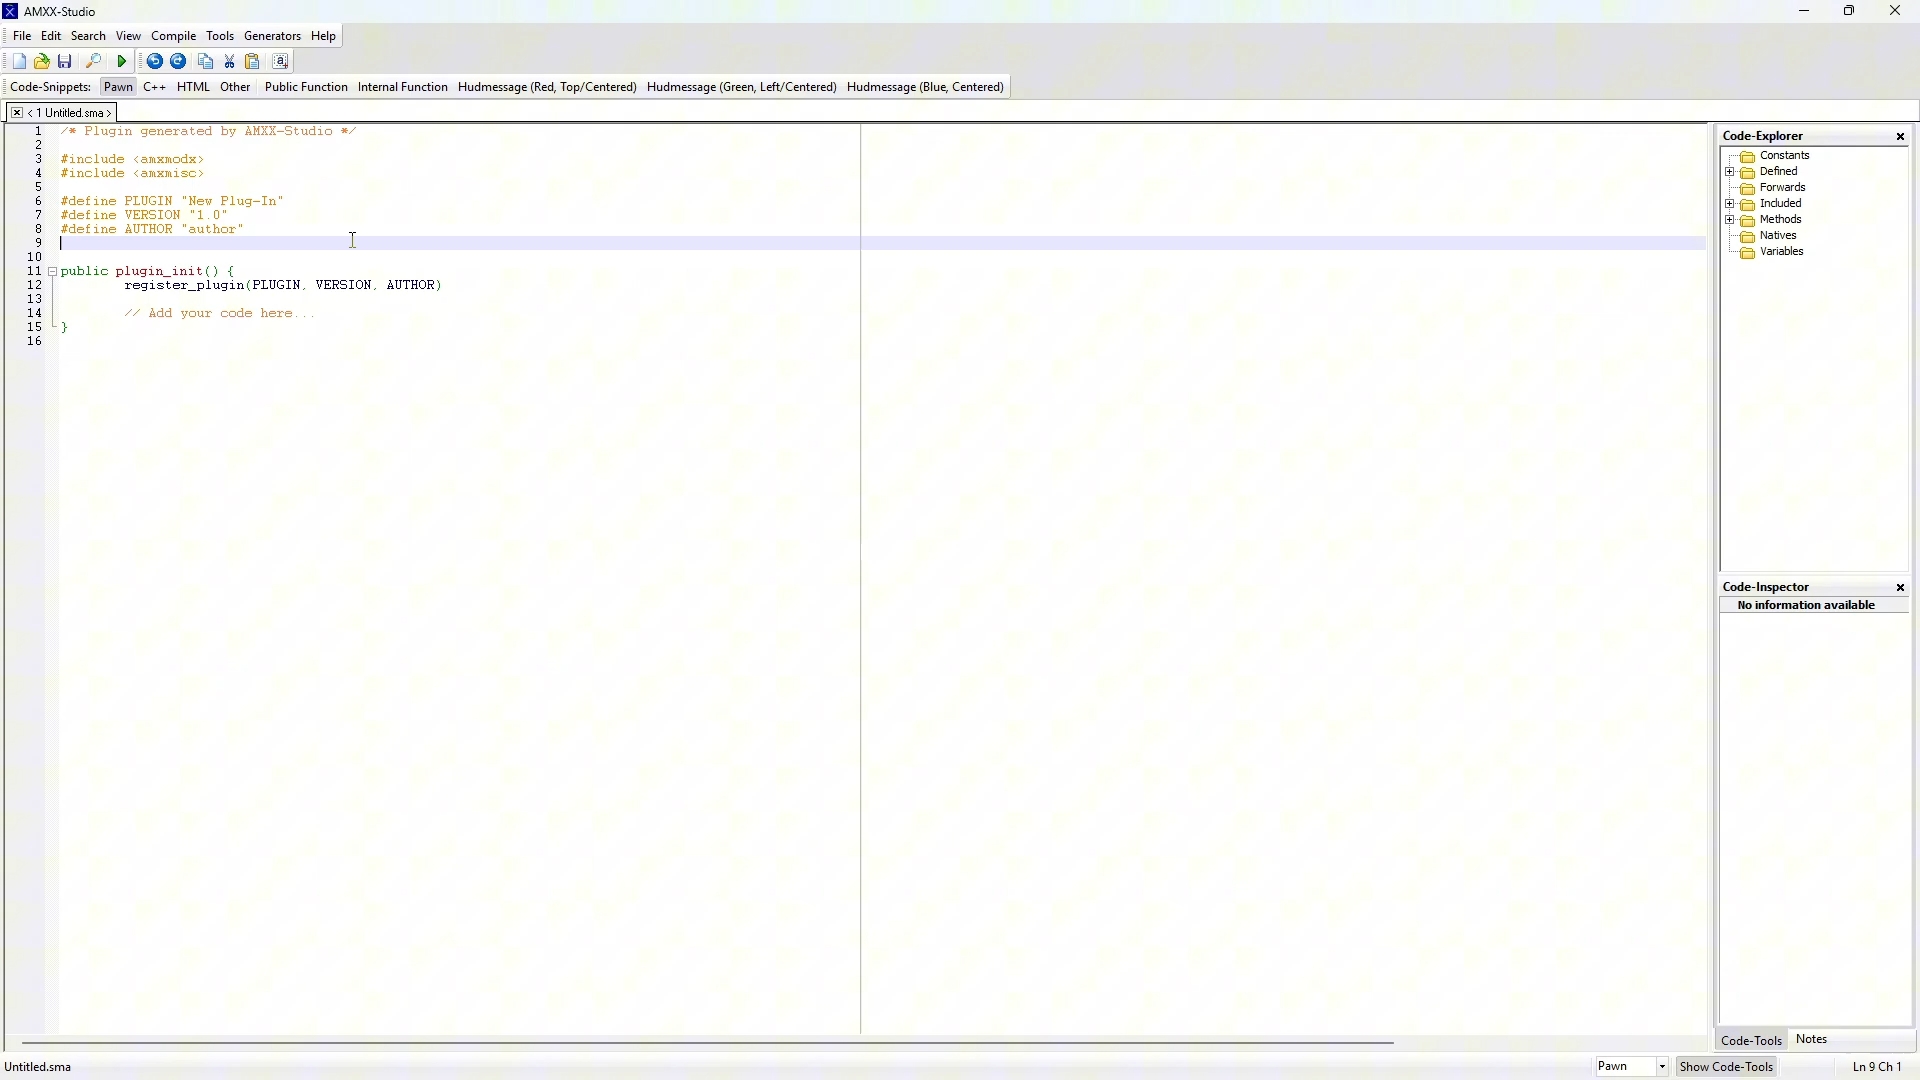 AMXX-Studio
File Edit Search View Compile Tools Generators Help
Code-Snippets: Pawn C++ HTML Other Public Function Internal Function Hudmessage (Red, Top/Centered) Hudmessage (Green, Left/Centered) Hudmessage (Blue, Centered)
< 1 Untitled.sma >
1 /* Plugin generated by AMXX-Studio */
2
3 #include <amxmodx>
4 #include <amxmisc>
5
6 #define PLUGIN "New Plug-In"
7 #define VERSION "1.0"
8 #define AUTHOR "author"
9
10
11 public plugin_init() {
12 register_plugin(PLUGIN, VERSION, AUTHOR)
13
14 // Add your code here...
15 }
16
Code-Explorer
Constants
Defined
Forwards
Included
Methods
Natives
Variables
Code-Inspector
No information available
Code-Tools Notes
Untitled.sma Pawn Show Code-Tools Ln 9 Ch 1